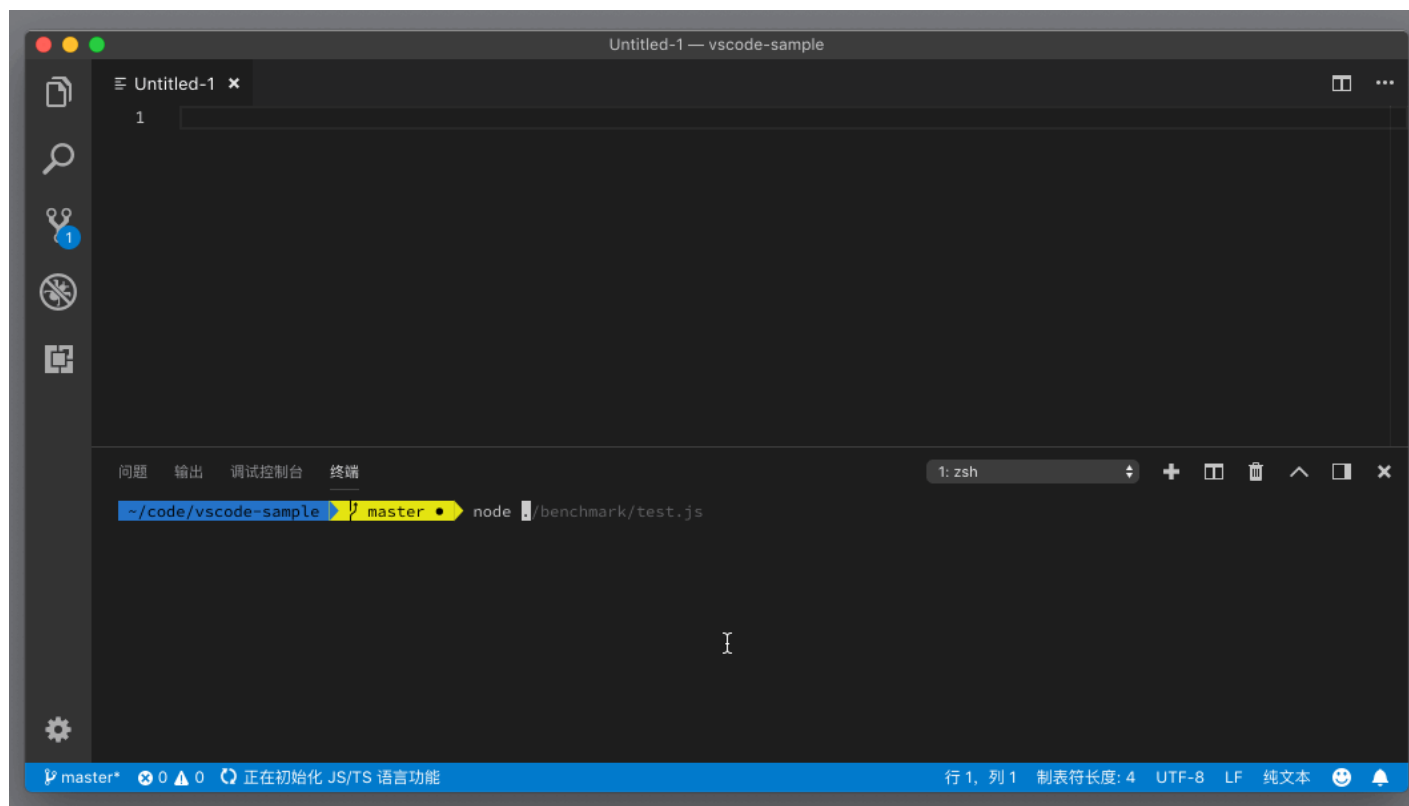 Untitled-1 — vscode-sample
Untitled-1
1
1
问题 输出 调试控制台 终端 1: zsh
~/code/vscode-sample master ● node ./benchmark/test.js
master* 0 0 正在初始化 JS/TS 语言功能 行 1，列 1 制表符长度: 4 UTF-8 LF 纯文本